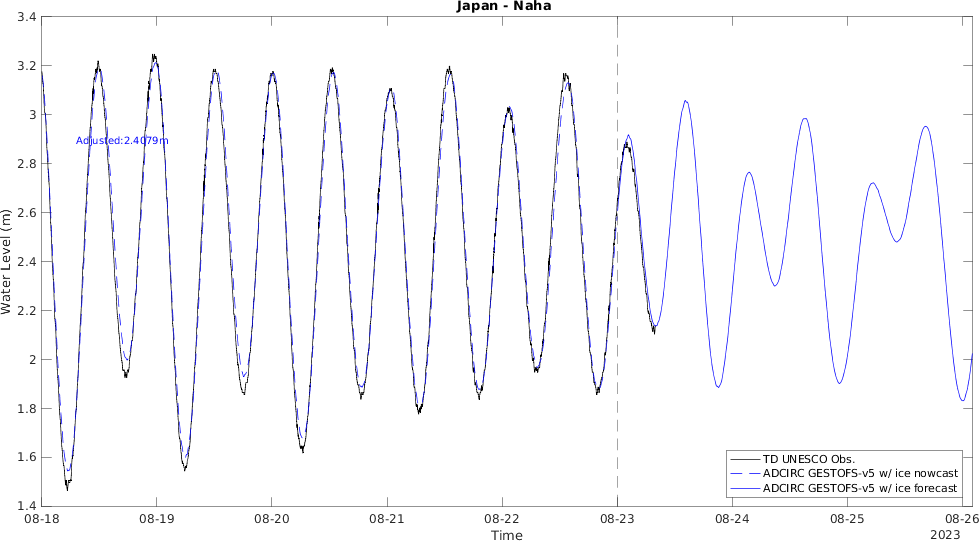 Japan - Naha
3.4
3.2
3
2.8
2.6
2.4
2.2
2
1.8
1.6
1.4
Water Level (m)
Adjusted:2.4079m
TD UNESCO Obs.
ADCIRC GESTOFS-v5 w/ ice nowcast
ADCIRC GESTOFS-v5 w/ ice forecast
08-18 08-19 08-20 08-21 08-22 08-23 08-24 08-25 08-26
Time
2023